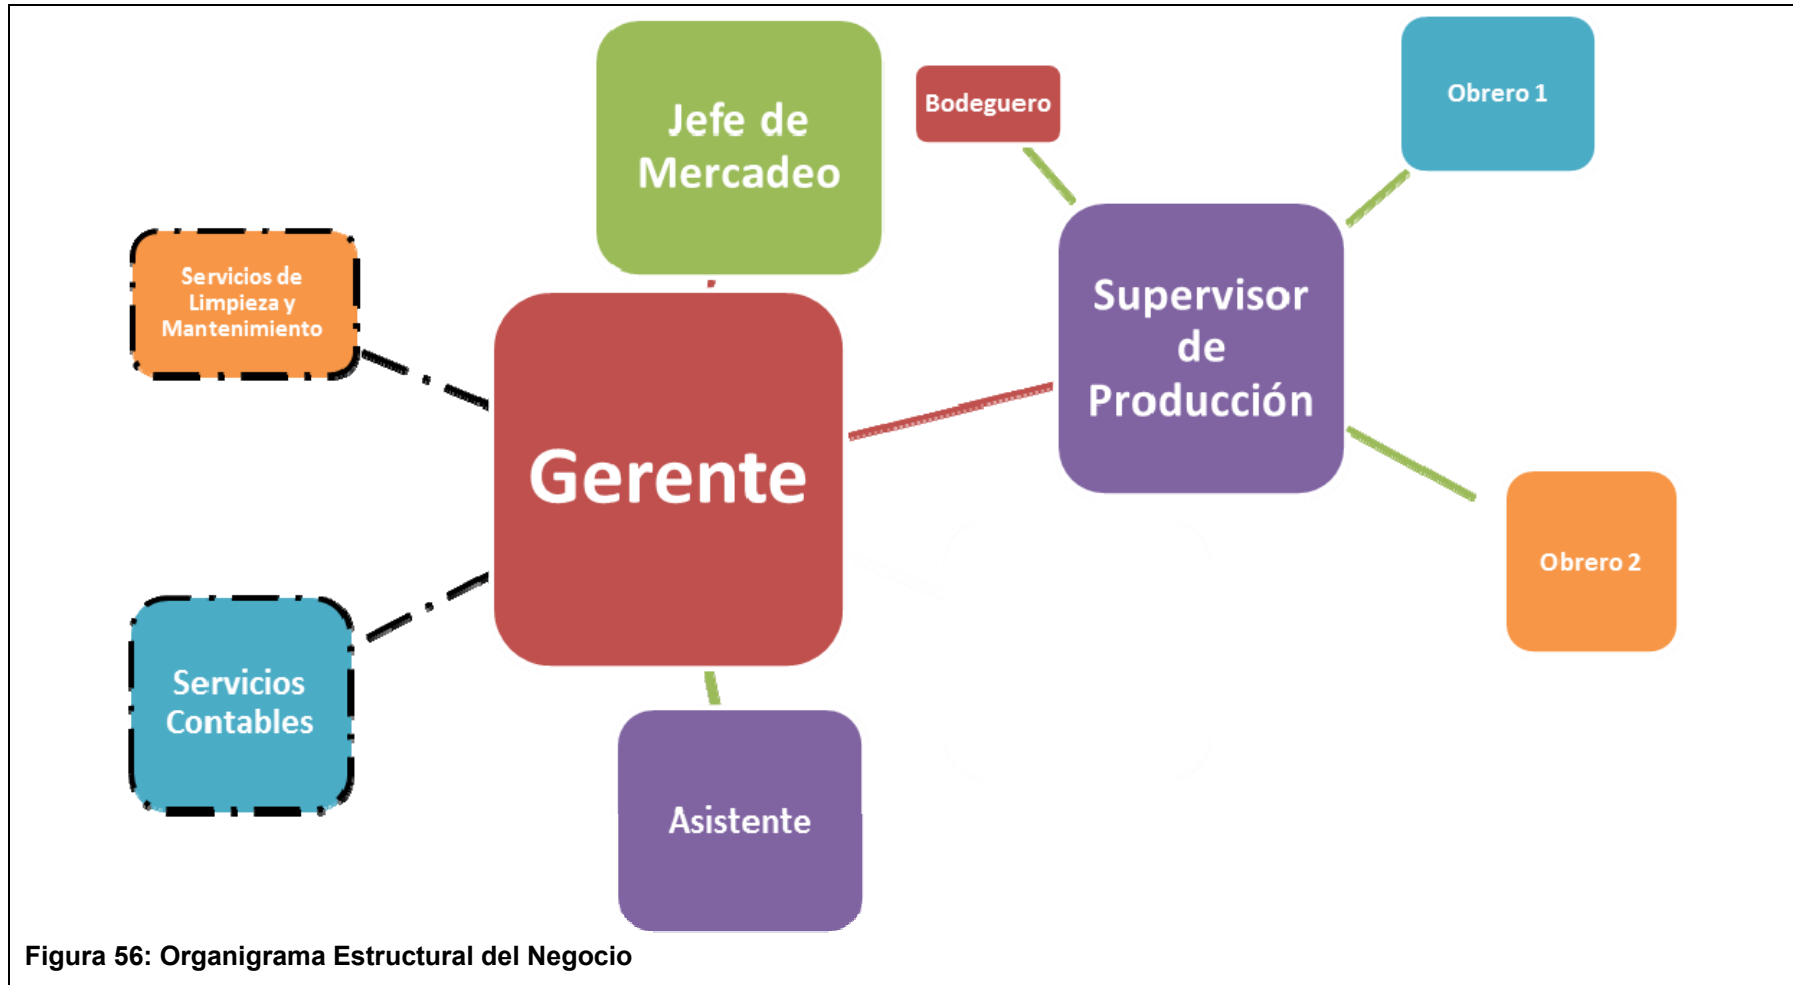 Jefe de
Mercadeo
Bodeguero
Obrero 1
Servicios de
Limpieza y
Mantenimiento
Supervisor
de
Producción
Gerente
Obrero 2
Servicios
Contables
Asistente
Figura 56: Organigrama Estructural del Negocio